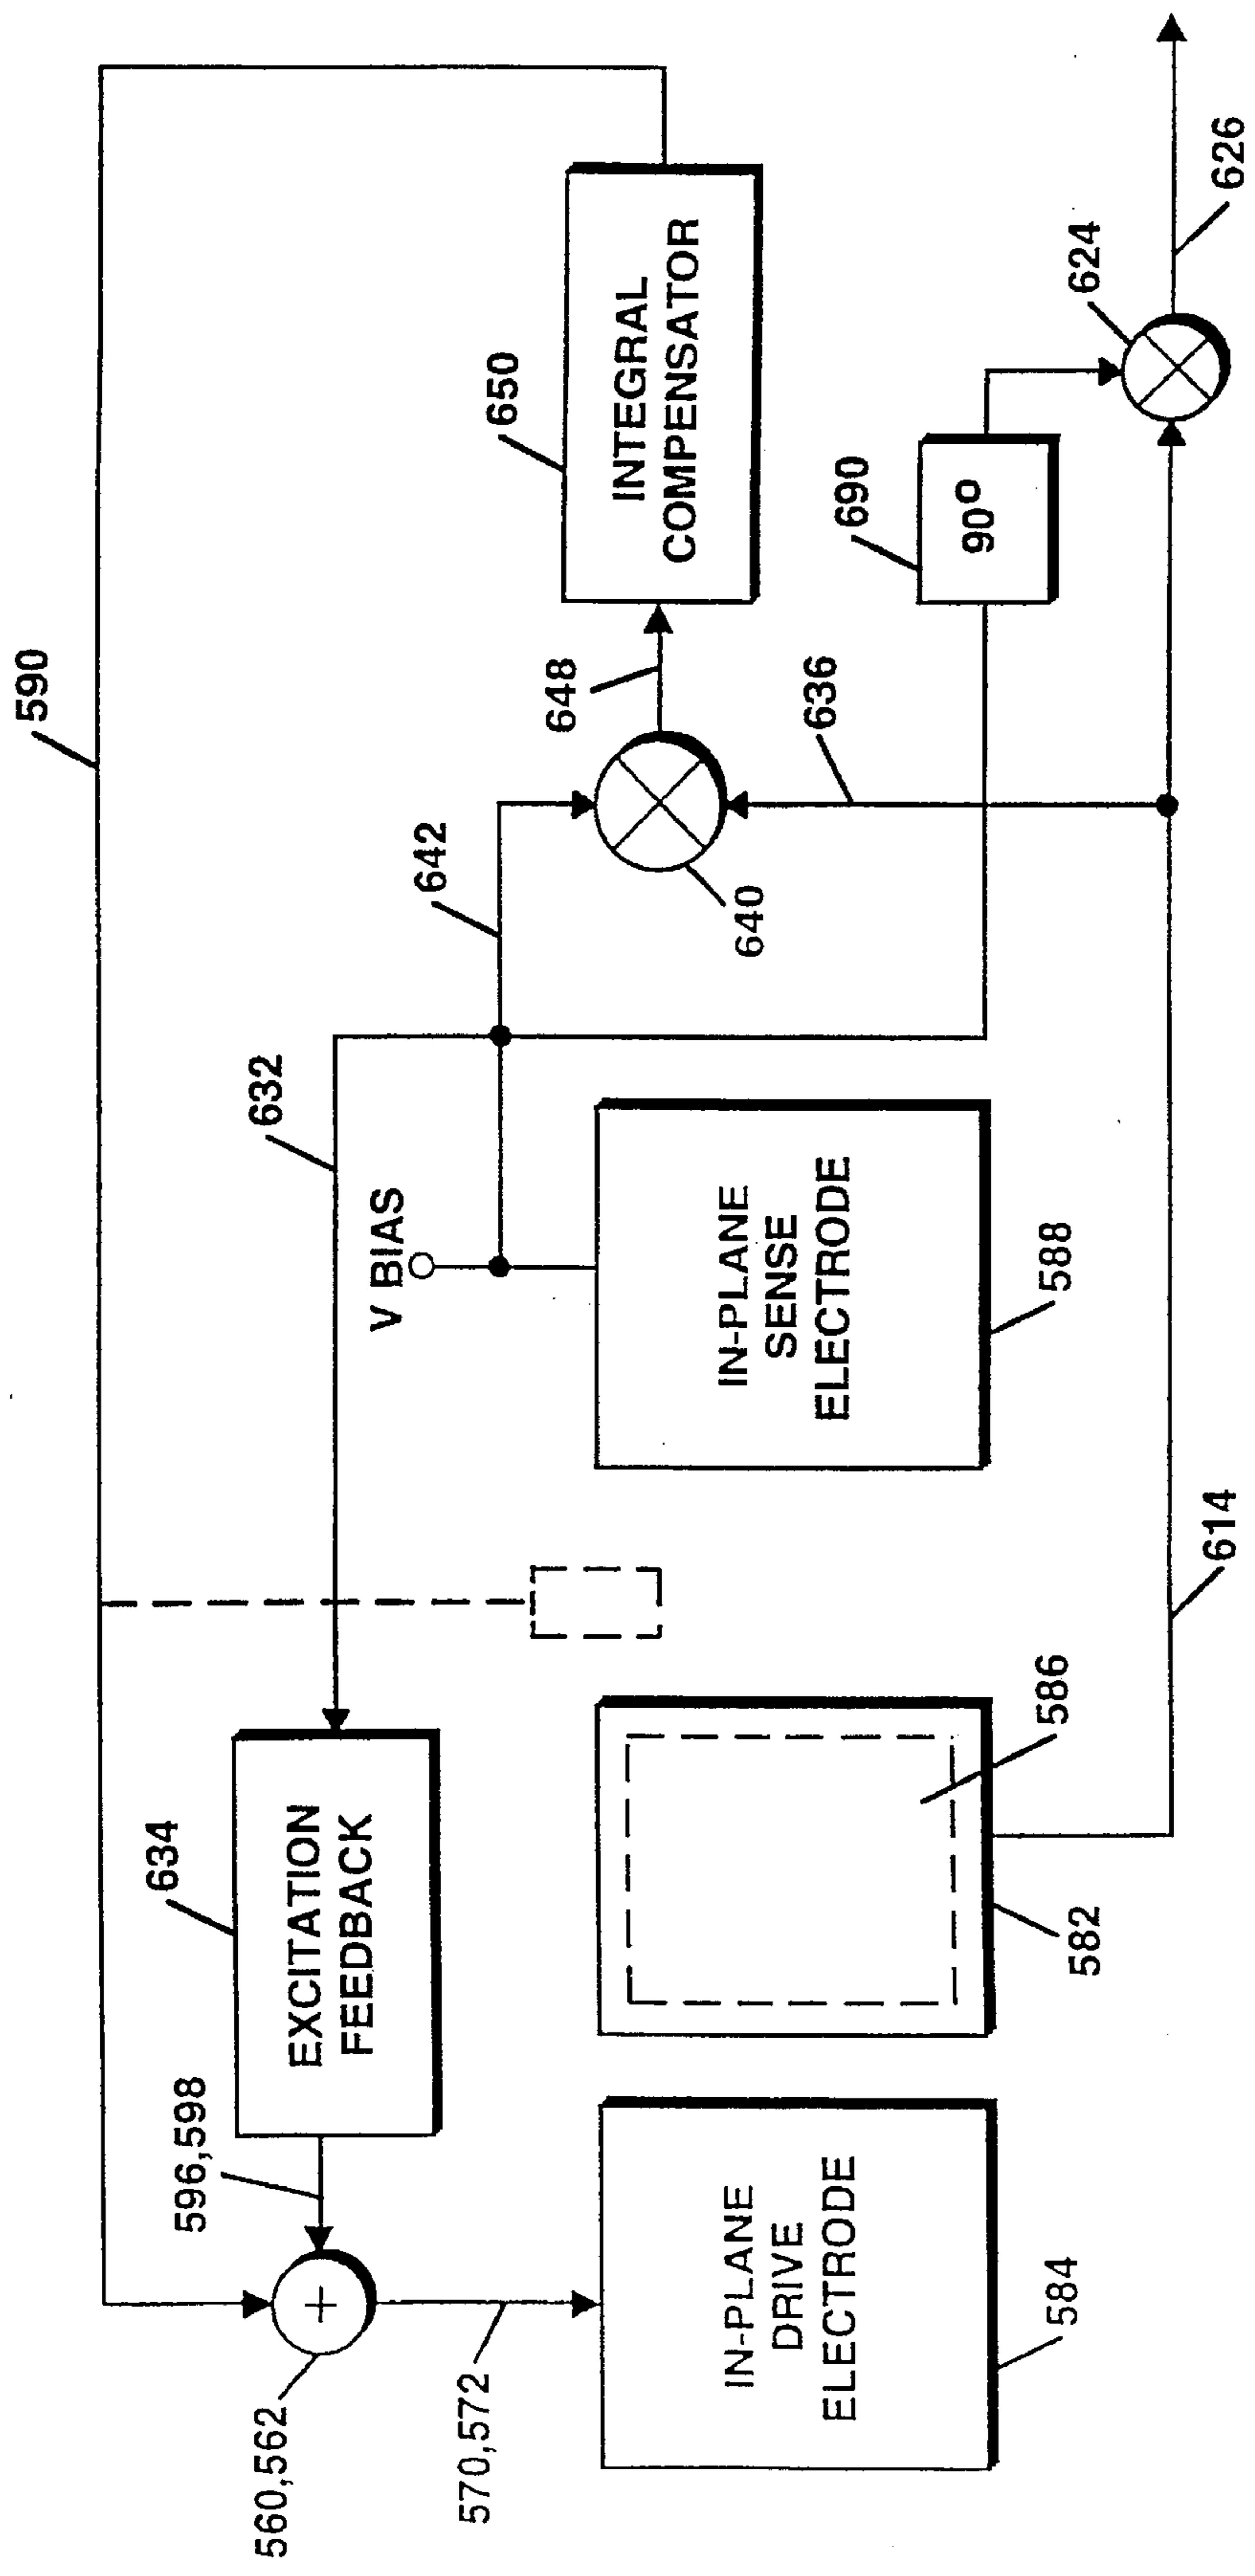 590
632
V BIAS
642
648
650
INTEGRAL
COMPENSATOR
634
EXCITATION
FEEDBACK
596,598
560,562
+
570,572
640
636
690
90°
624
626
IN-PLANE
DRIVE
ELECTRODE
584
582
586
IN-PLANE
SENSE
ELECTRODE
588
614